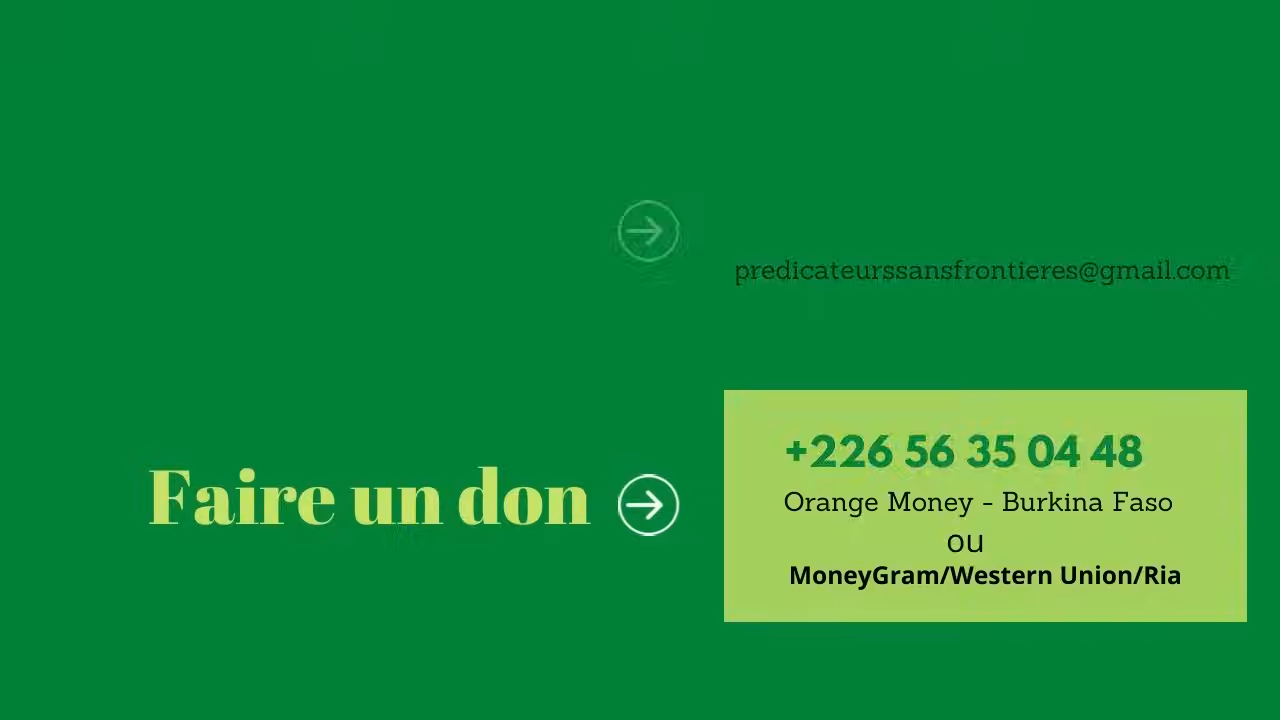 predicateurssansfrontieres@gmail.com
Faire un don
+226 56 35 04 48
Orange Money - Burkina Faso
ou
MoneyGram/Western Union/Ria